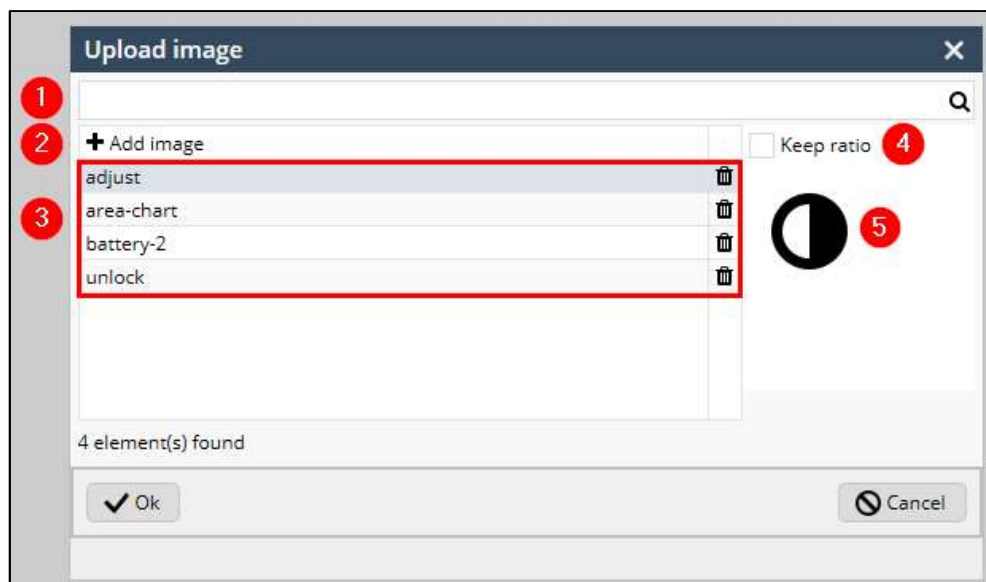 Upload image
1
2
+ Add image
Keep ratio 4
adjust
3
area-chart
5
battery-2
unlock
4 element(s) found
Ok
Cancel